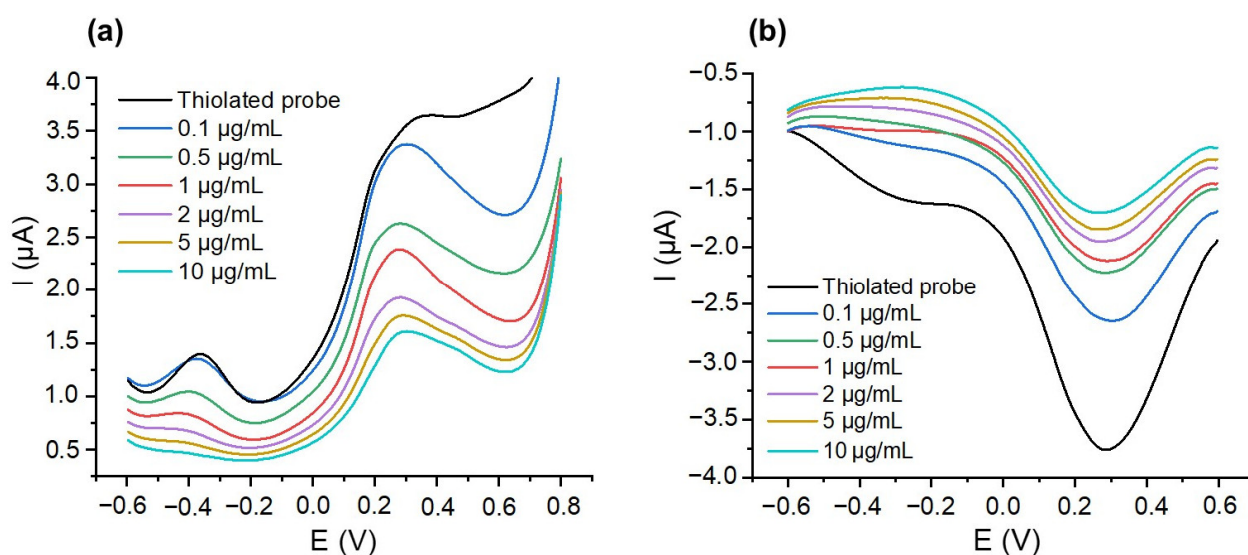 (a)
I (μA)
4.0
3.5
3.0
2.5
2.0
1.5
1.0
0.5
Thiolated probe
0.1 µg/mL
0.5 µg/mL
1 µg/mL
2 µg/mL
5 µg/mL
10 µg/mL
−0.6 −0.4 −0.2 0.0 0.2 0.4 0.6 0.8
E (V)
(b)
I (μA)
−0.5
−1.0
−1.5
−2.0
−2.5
−3.0
−3.5
−4.0
Thiolated probe
0.1 µg/mL
0.5 µg/mL
1 µg/mL
2 µg/mL
5 µg/mL
10 µg/mL
−0.6 −0.4 −0.2 0.0 0.2 0.4 0.6
E (V)